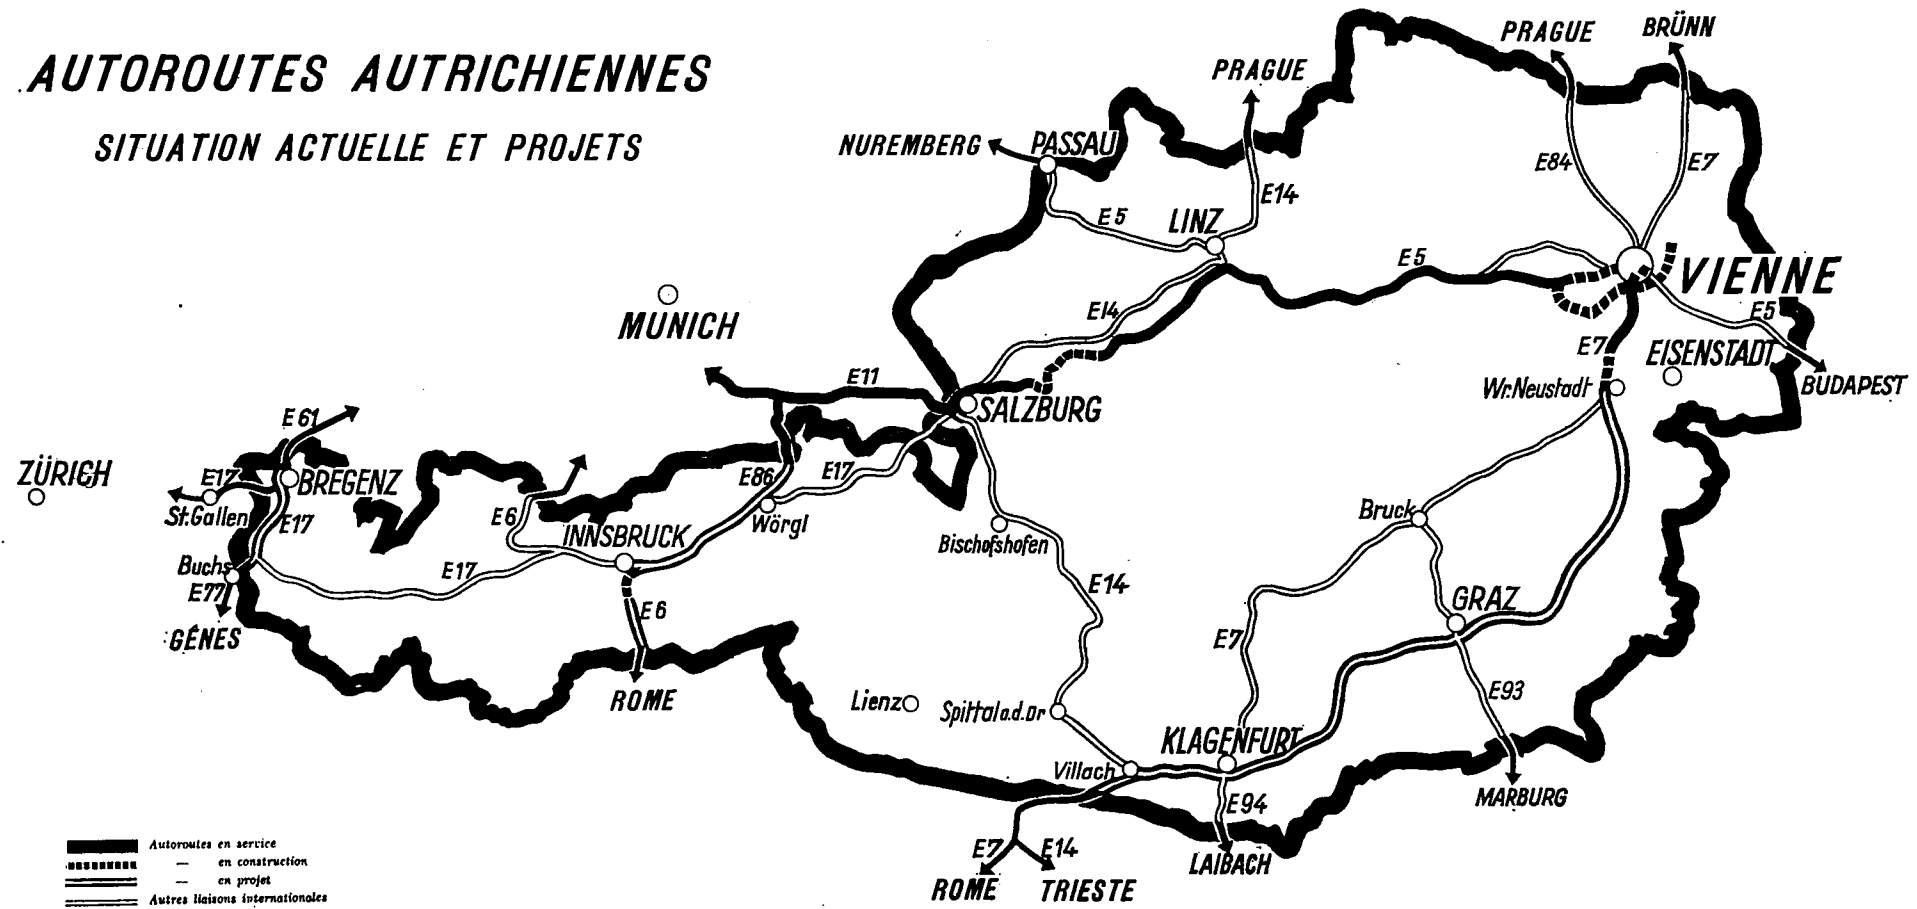 AUTOROUTES AUTRICHIENNES
SITUATION ACTUELLE ET PROJETS
PRAGUE
BRÜNN
PRAGUE
NUREMBERG
PASSAU
E84
E7
E14
E5
LINZ
E5
VIENNE
MUNICH
E14
E5
E7
EISENSTADT
BUDAPEST
E11
Wr.Neustadt
SALZBURG
E61
ZÜRICH
E17
BREGENZ
E86
E17
St.Gallen
E17
E6
INNSBRUCK
Wörgl
Bruck
Bischofshofen
Buchs
E17
E77
E14
GRAZ
E6
GÊNES
E7
ROME
Lienz
Spittal a.d.Dr
E93
KLAGENFURT
Villach
MARBURG
E94
E7
E14
LAIBACH
ROME
TRIESTE
Autoroutes en service
— en construction
— en projet
Autres liaisons internationales